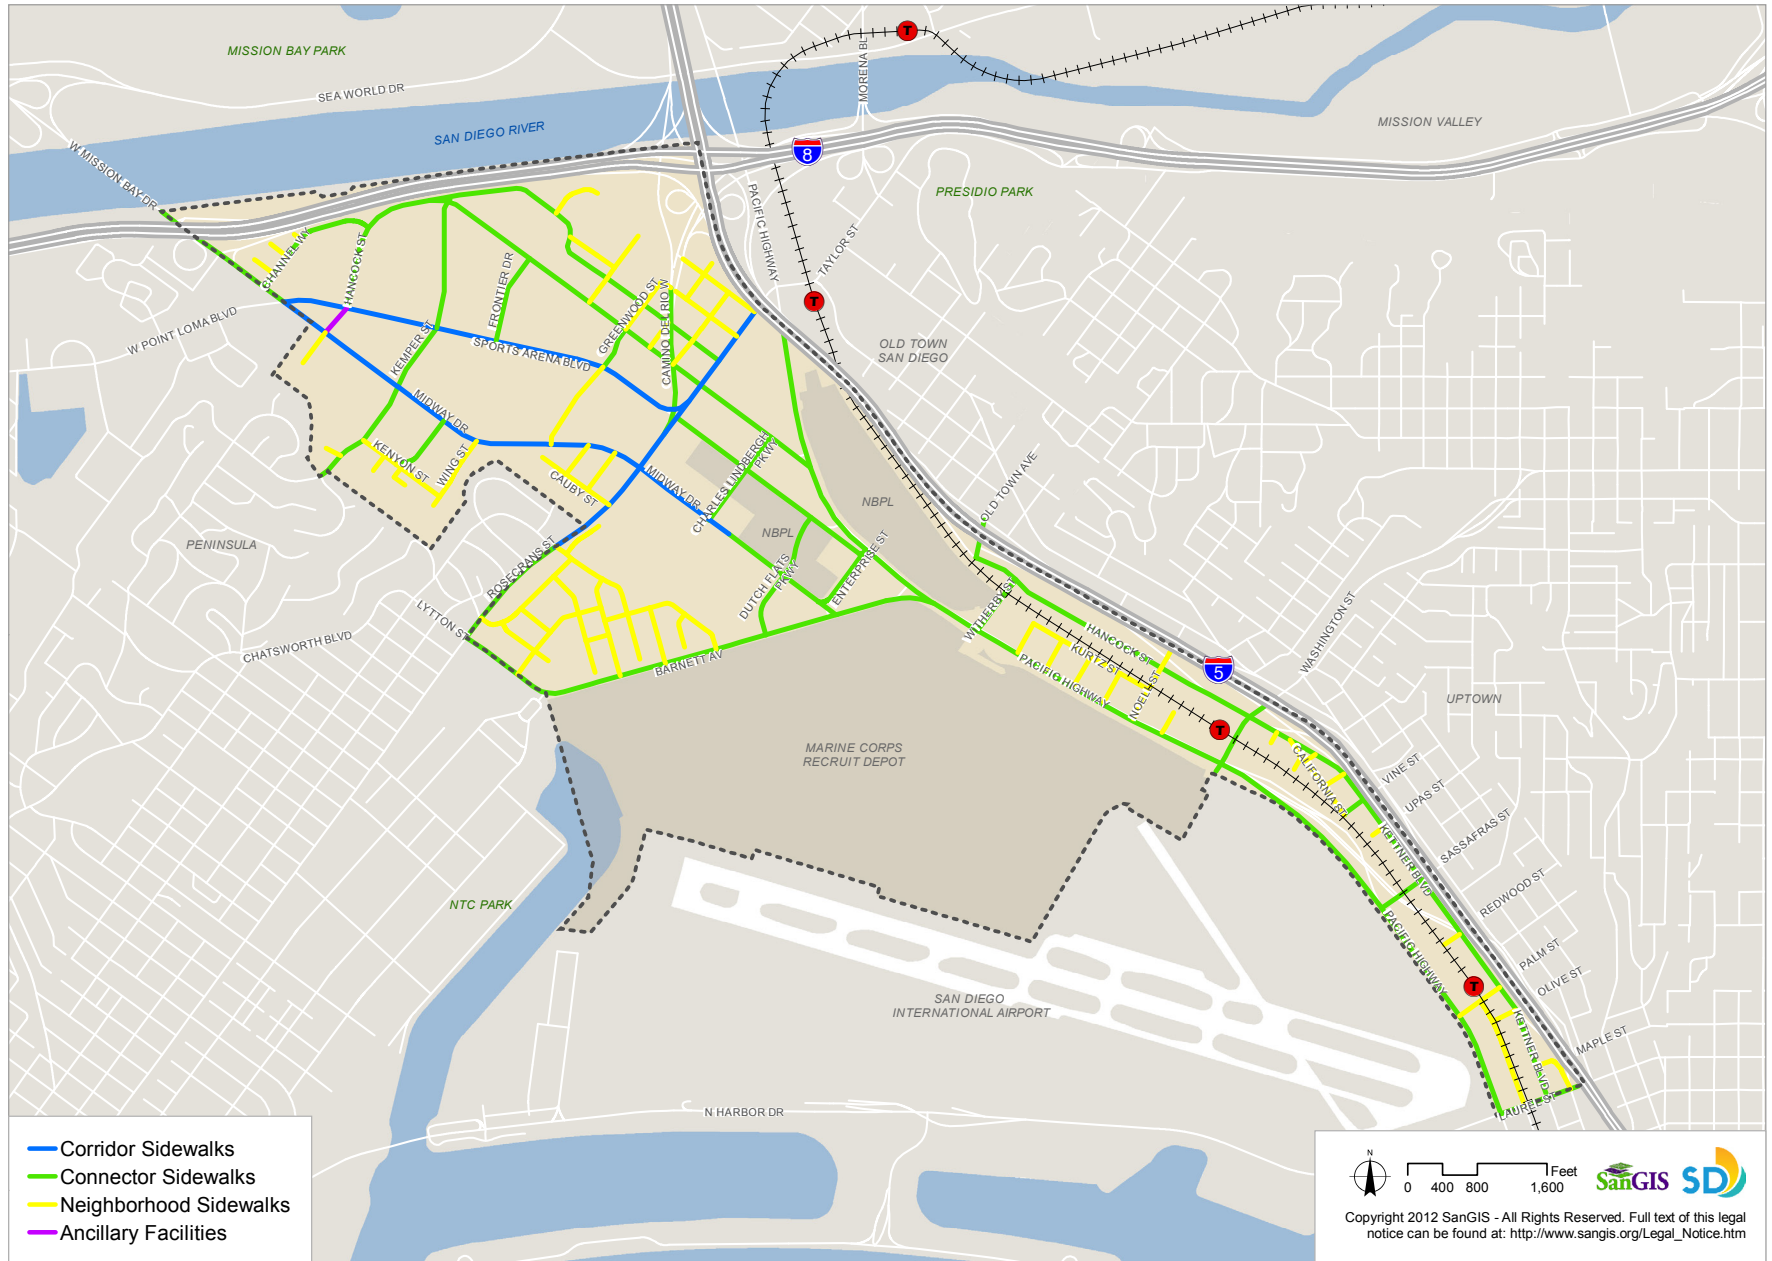 MISSION BAY PARK
SEA WORLD DR
SAN DIEGO RIVER
W MISSION BAY DR
MORENA BL
8
MISSION VALLEY
PRESIDIO PARK
PACIFIC HIGHWAY
TAYLOR ST
T
T
CHANNEL WY
HANCOCK ST
FRONTIER DR
GREENWOOD ST
CAMINO DEL RIO W
W POINT LOMA BLVD
KEMPER ST
SPORTS ARENA BLVD
OLD TOWN
SAN DIEGO
MIDWAY DR
KENYON ST
WING ST
CAUBY ST
MIDWAY DR
CHARLES LINDBERGH
PKWY
NBPL
NBPL
OLD TOWN AVE
PENINSULA
ROSECRANS ST
LYTTON ST
DUTCH FLATS
PKWY
ENTERPRISE ST
WITHERBY ST
CHATSWORTH BLVD
BARNETT AV
HANCOCK ST
KURTZ ST
PACIFIC HIGHWAY
NOELL ST
WASHINGTON ST
5
UPTOWN
T
MARINE CORPS
RECRUIT DEPOT
CALIFORNIA ST
VINE ST
UPAS ST
SASSAFRAS ST
KETTNER BLVD
REDWOOD ST
NTC PARK
PACIFIC HIGHWAY
PALM ST
OLIVE ST
T
SAN DIEGO
INTERNATIONAL AIRPORT
KETTNER BLVD
MAPLE ST
LAUREL ST
N HARBOR DR
Corridor Sidewalks
Connector Sidewalks
Neighborhood Sidewalks
Ancillary Facilities
N
Feet
0 400 800 1,600
SanGIS
SD
Copyright 2012 SanGIS - All Rights Reserved. Full text of this legal
notice can be found at: http://www.sangis.org/Legal_Notice.htm